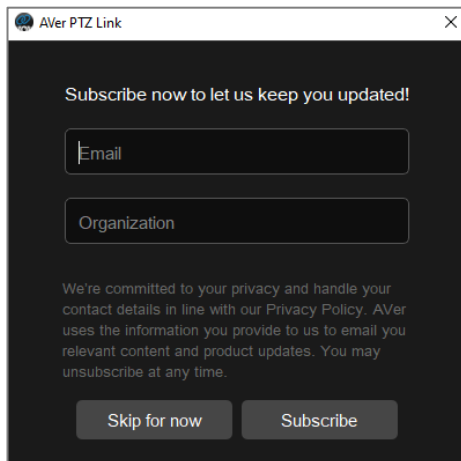 AVer PTZ Link
Subscribe now to let us keep you updated!
Email
Organization
We're committed to your privacy and handle your
contact details in line with our Privacy Policy. AVer
uses the information you provide to us to email you
relevant content and product updates. You may
unsubscribe at any time.
Skip for now
Subscribe